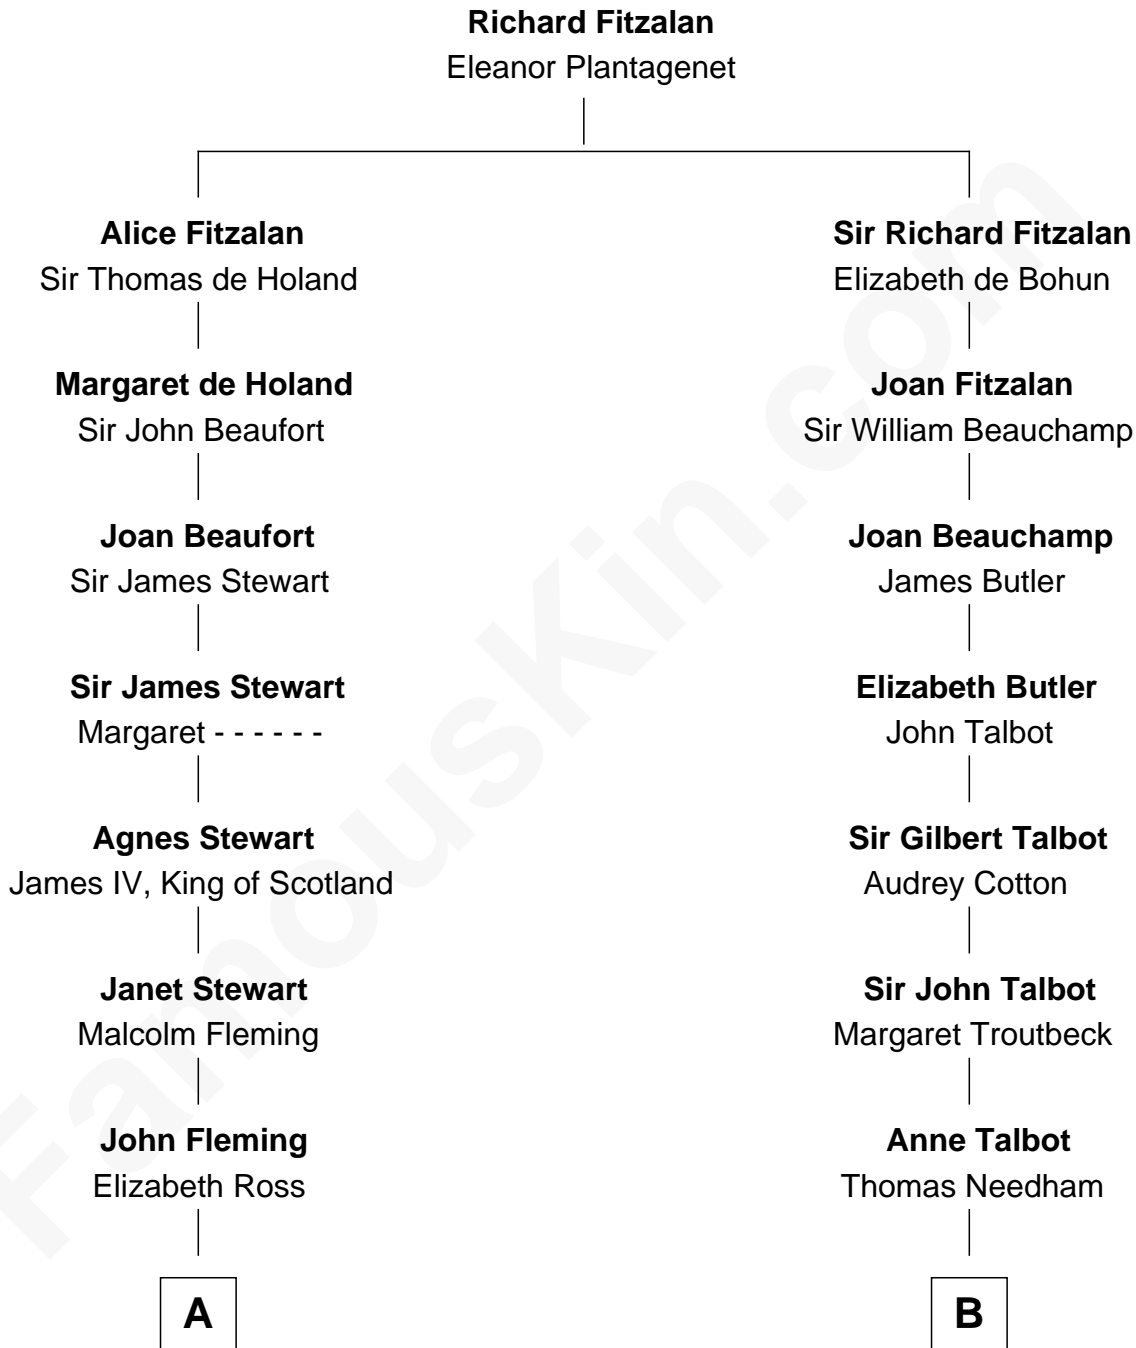 Richard Fitzalan
Eleanor Plantagenet
Alice Fitzalan
Sir Thomas de Holand
Sir Richard Fitzalan
Elizabeth de Bohun
Margaret de Holand
Sir John Beaufort
Joan Fitzalan
Sir William Beauchamp
Joan Beaufort
Sir James Stewart
Joan Beauchamp
James Butler
Sir James Stewart
Margaret - - - - - -
Elizabeth Butler
John Talbot
Agnes Stewart
James IV, King of Scotland
Sir Gilbert Talbot
Audrey Cotton
Janet Stewart
Malcolm Fleming
Sir John Talbot
Margaret Troutbeck
John Fleming
Elizabeth Ross
Anne Talbot
Thomas Needham
A
B
FamousKin.com